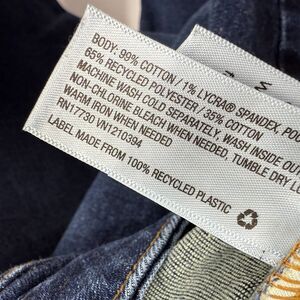 BODY: 99% COTTON / 1% LYCRA® SPANDEX, PO
65% RECYCLED POLYESTER / 35% COTTON
MACHINE WASH COLD SEPARATELY, WASH INSIDE OUT
NON-CHLORINE BLEACH WHEN NEEDED, TUMBLE DRY L
WARM IRON WHEN NEEDED
RN17730 VN1210394
LABEL MADE FROM 100% RECYCLED PLASTIC